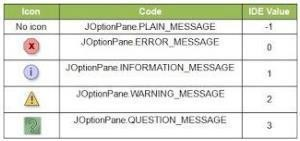 Icon Code IDE Value
No icon JOptionPane.PLAIN_MESSAGE -1
JOptionPane.ERROR_MESSAGE 0
JOptionPane.INFORMATION_MESSAGE 1
JOptionPane.WARNING_MESSAGE 2
JOptionPane.QUESTION_MESSAGE 3